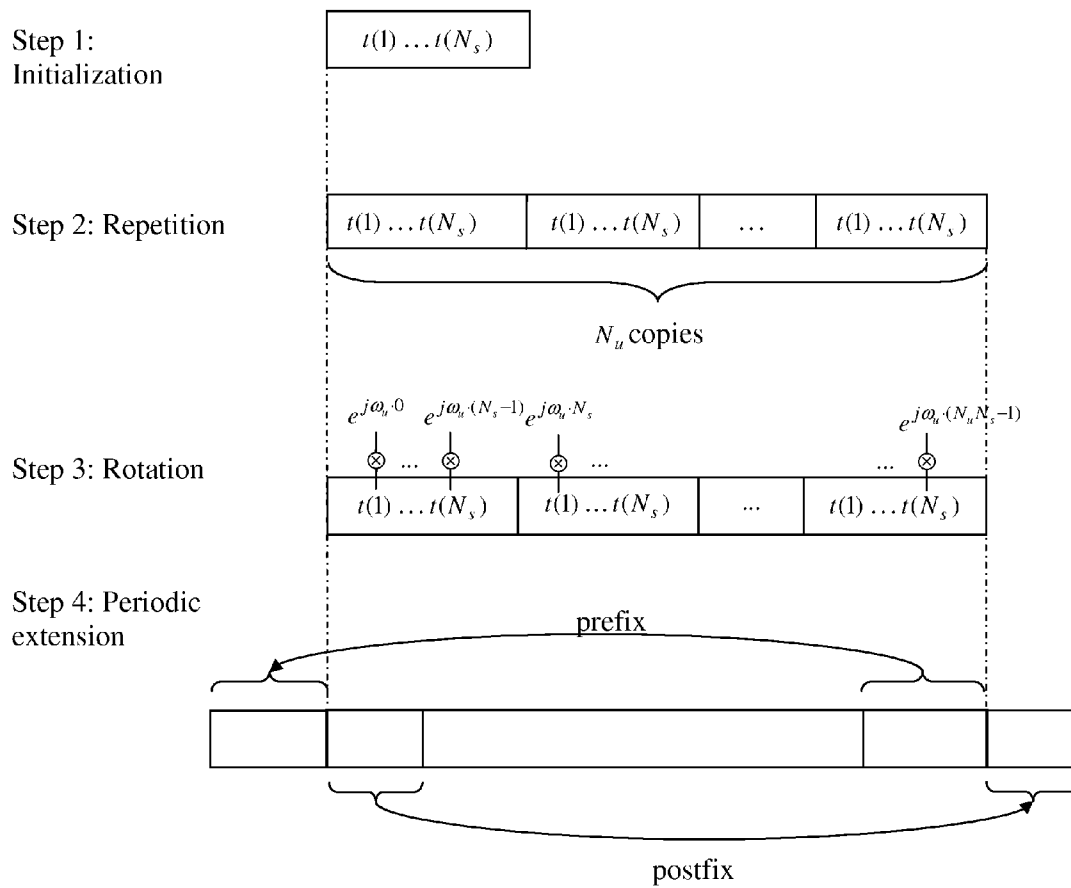 Step 1:
Initialization
t(1) … t(N_s)
Step 2: Repetition
t(1) … t(N_s) t(1) … t(N_s) … t(1) … t(N_s)
N_u copies
e^{jω_u·0} e^{jω_u·(N_s−1)} e^{jω_u·N_s} e^{jω_u·(N_uN_s−1)}
Step 3: Rotation
... ... ...
t(1) … t(N_s) t(1) … t(N_s) ... t(1) … t(N_s)
Step 4: Periodic
extension
prefix
postfix